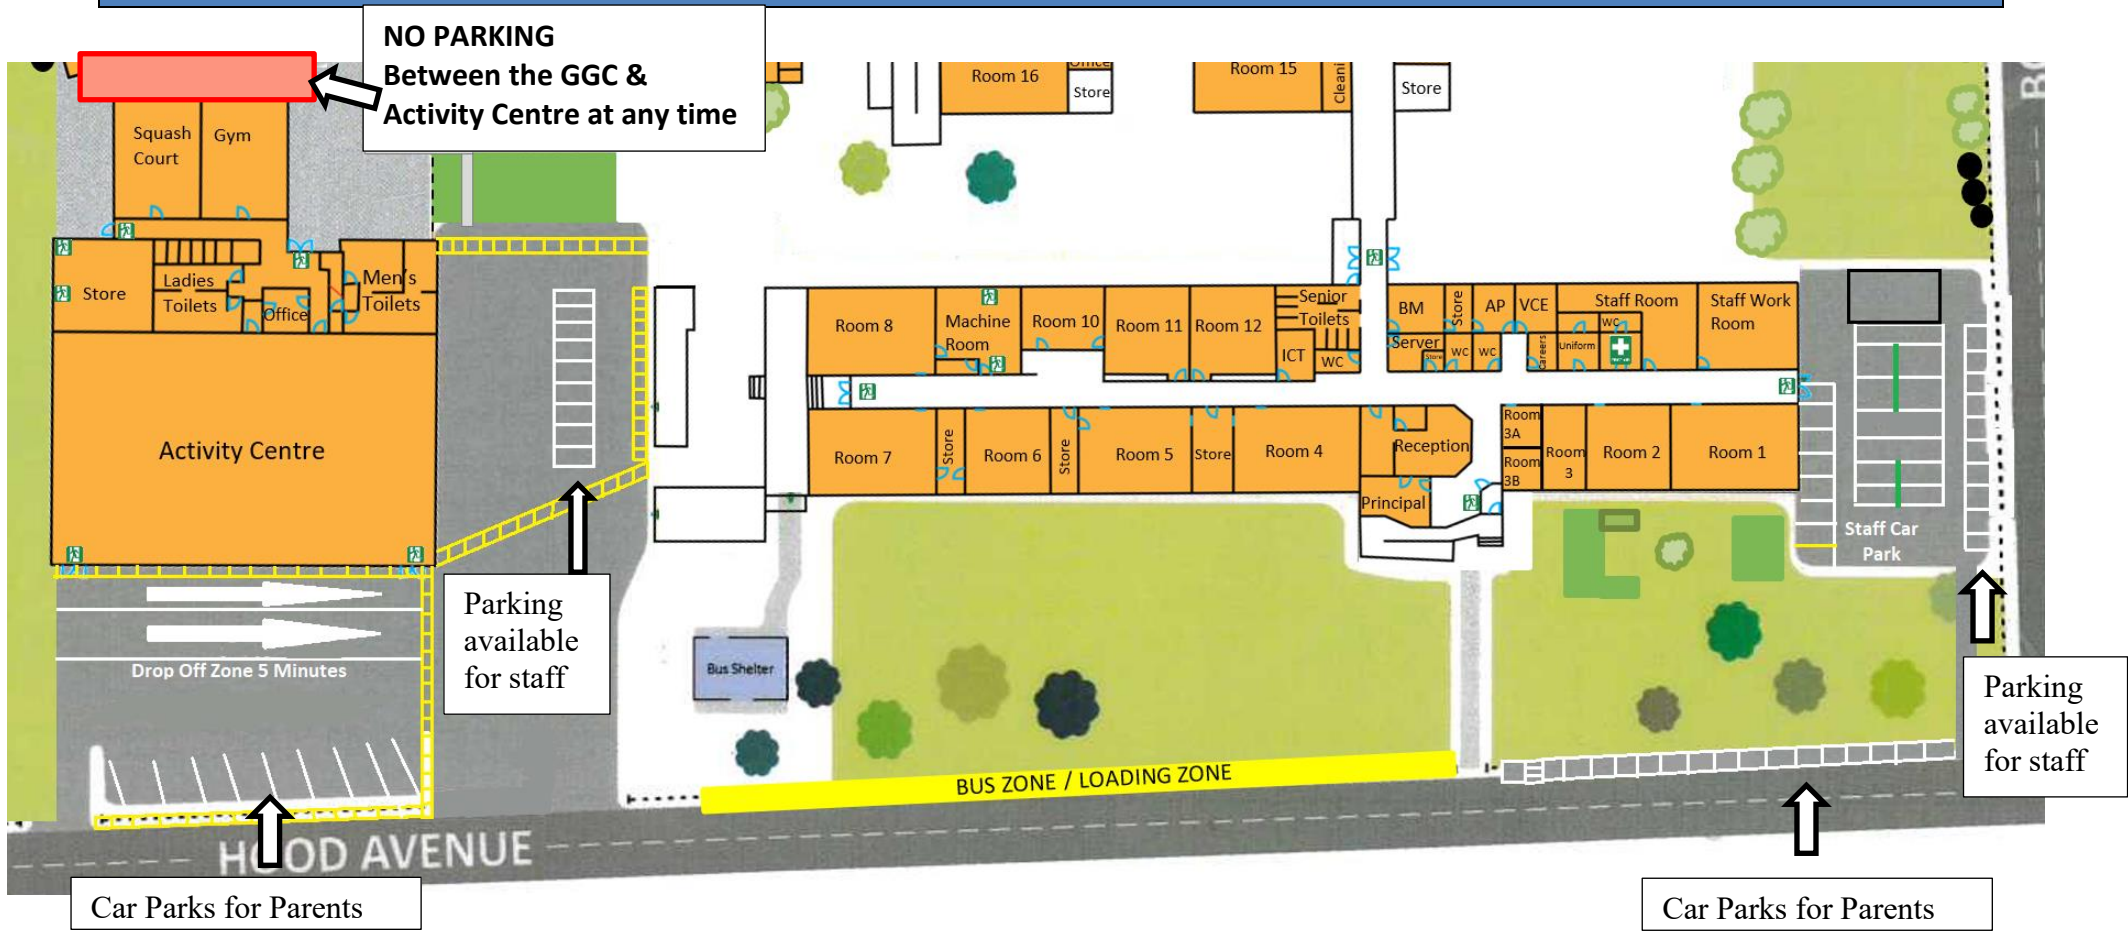 NO PARKING
Between the GGC &
Activity Centre at any time
Room 16
Office
Store
Room 15
Store
Squash
Court
Gym
Store
Ladies
Toilets
Office
Men's
Toilets
Activity Centre
Drop Off Zone 5 Minutes
Room 8
Machine
Room
Room 10
Room 11
Room 12
Senior
Toilets
ICT
WC
BM
Store
AP
VCE
Staff Room
WC
Staff Work
Room
Server
Store
WC
WC
Careers
Uniform
Room 7
Store
Room 6
Store
Room 5
Store
Room 4
Reception
Principal
Room
3A
Room
3B
Room
3
Room 2
Room 1
Staff Car
Park
Parking
available
for staff
Bus Shelter
Parking
available
for staff
BUS ZONE / LOADING ZONE
HOOD AVENUE
Car Parks for Parents
Car Parks for Parents